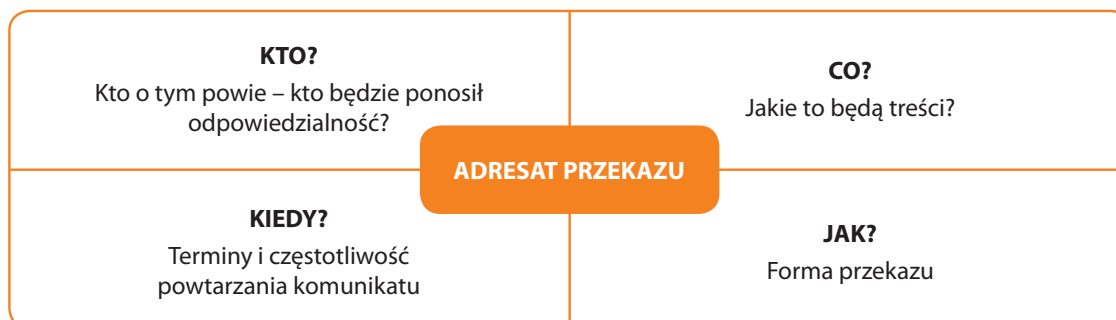 KTO?
Kto o tym powie – kto będzie ponosił
odpowiedzialność?
CO?
Jakie to będą treści?
ADRESAT PRZEKAZU
KIEDY?
Terminy i częstotliwość
powtarzania komunikatu
JAK?
Forma przekazu